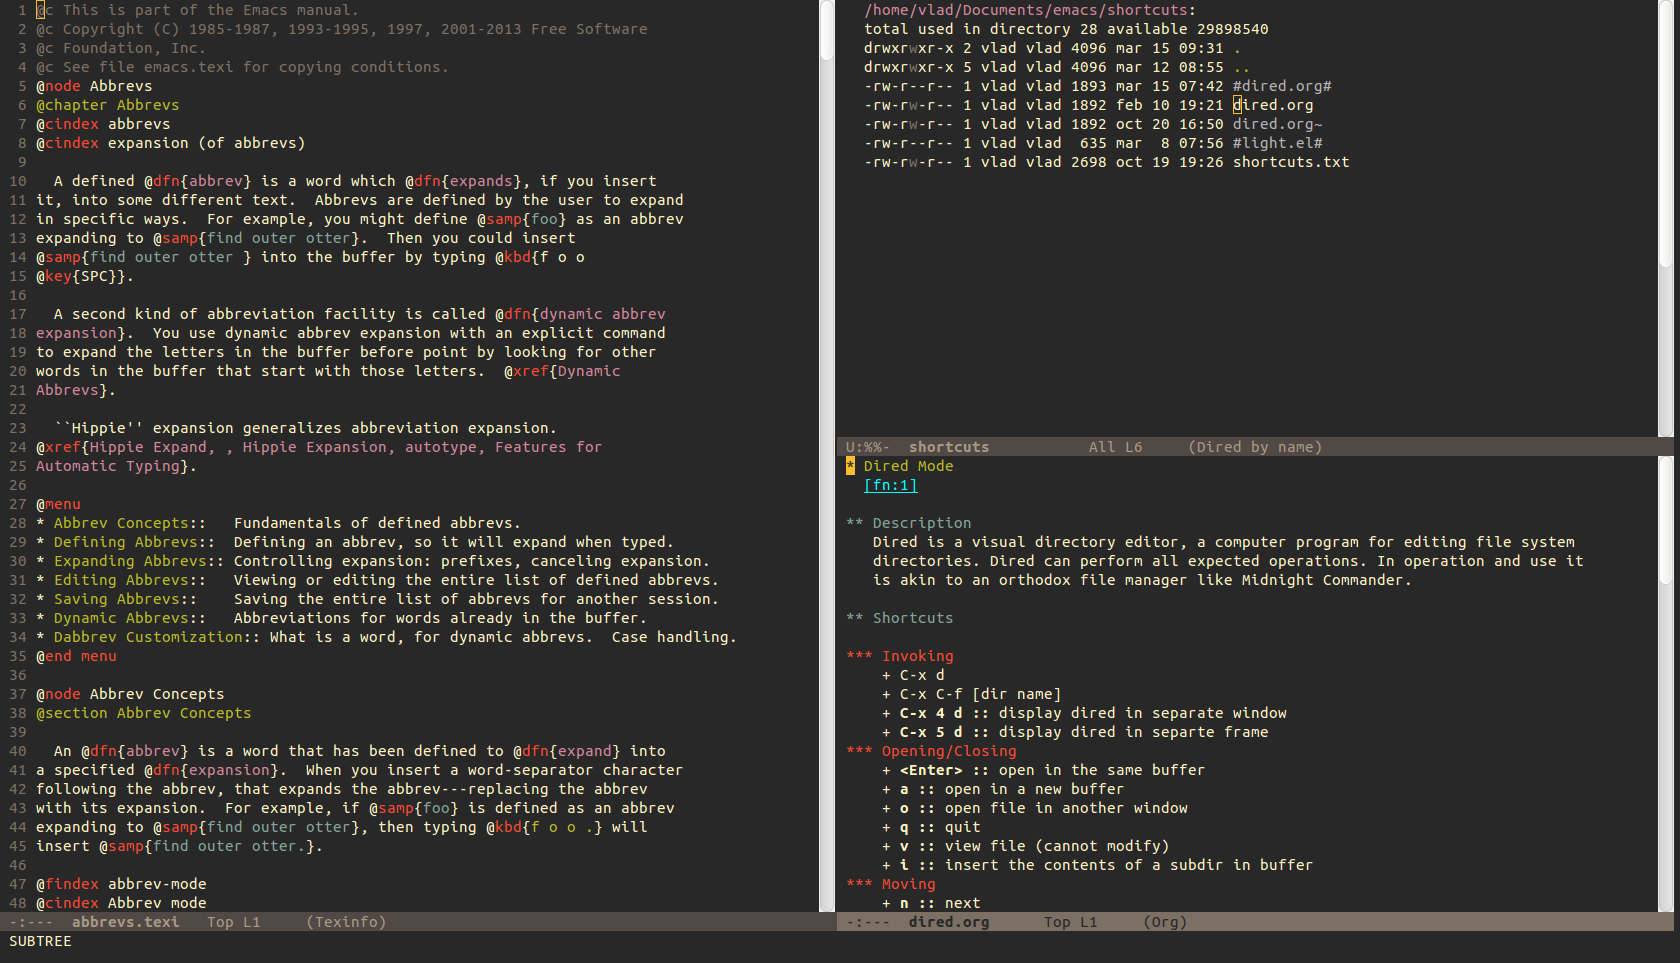 1 @c This is part of the Emacs manual.
2 @c Copyright (C) 1985-1987, 1993-1995, 1997, 2001-2013 Free Software
3 @c Foundation, Inc.
4 @c See file emacs.texi for copying conditions.
5 @node Abbrevs
6 @chapter Abbrevs
7 @cindex abbrevs
8 @cindex expansion (of abbrevs)
9
10   A defined @dfn{abbrev} is a word which @dfn{expands}, if you insert
11 it, into some different text.  Abbrevs are defined by the user to expand
12 in specific ways.  For example, you might define @samp{foo} as an abbrev
13 expanding to @samp{find outer otter}.  Then you could insert
14 @samp{find outer otter } into the buffer by typing @kbd{f o o
15 @key{SPC}}.
16
17   A second kind of abbreviation facility is called @dfn{dynamic abbrev
18 expansion}.  You use dynamic abbrev expansion with an explicit command
19 to expand the letters in the buffer before point by looking for other
20 words in the buffer that start with those letters.  @xref{Dynamic
21 Abbrevs}.
22
23   ``Hippie'' expansion generalizes abbreviation expansion.
24 @xref{Hippie Expand, , Hippie Expansion, autotype, Features for
25 Automatic Typing}.
26
27 @menu
28 * Abbrev Concepts::   Fundamentals of defined abbrevs.
29 * Defining Abbrevs::  Defining an abbrev, so it will expand when typed.
30 * Expanding Abbrevs:: Controlling expansion: prefixes, canceling expansion.
31 * Editing Abbrevs::   Viewing or editing the entire list of defined abbrevs.
32 * Saving Abbrevs::    Saving the entire list of abbrevs for another session.
33 * Dynamic Abbrevs::   Abbreviations for words already in the buffer.
34 * Dabbrev Customization:: What is a word, for dynamic abbrevs.  Case handling.
35 @end menu
36
37 @node Abbrev Concepts
38 @section Abbrev Concepts
39
40   An @dfn{abbrev} is a word that has been defined to @dfn{expand} into
41 a specified @dfn{expansion}.  When you insert a word-separator character
42 following the abbrev, that expands the abbrev---replacing the abbrev
43 with its expansion.  For example, if @samp{foo} is defined as an abbrev
44 expanding to @samp{find outer otter}, then typing @kbd{f o o .} will
45 insert @samp{find outer otter.}.
46
47 @findex abbrev-mode
48 @cindex Abbrev mode
-:---  abbrevs.texi   Top L1     (Texinfo)
/home/vlad/Documents/emacs/shortcuts:
total used in directory 28 available 29898540
drwxrwxr-x 2 vlad vlad 4096 mar 15 09:31 .
drwxrwxr-x 5 vlad vlad 4096 mar 12 08:55 ..
-rw-r--r-- 1 vlad vlad 1893 mar 15 07:42 #dired.org#
-rw-rw-r-- 1 vlad vlad 1892 feb 10 19:21 dired.org
-rw-rw-r-- 1 vlad vlad 1892 oct 20 16:50 dired.org~
-rw-r--r-- 1 vlad vlad  635 mar  8 07:56 #light.el#
-rw-rw-r-- 1 vlad vlad 2698 oct 19 19:26 shortcuts.txt
U:%%-  shortcuts           All L6     (Dired by name)
* Dired Mode
[fn:1]
** Description
Dired is a visual directory editor, a computer program for editing file system
directories. Dired can perform all expected operations. In operation and use it
is akin to an orthodox file manager like Midnight Commander.
** Shortcuts
*** Invoking
+ C-x d
+ C-x C-f [dir name]
+ C-x 4 d :: display dired in separate window
+ C-x 5 d :: display dired in separte frame
*** Opening/Closing
+ <Enter> :: open in the same buffer
+ a :: open in a new buffer
+ o :: open file in another window
+ q :: quit
+ v :: view file (cannot modify)
+ i :: insert the contents of a subdir in buffer
*** Moving
+ n :: next
-:---  dired.org      Top L1     (Org)
SUBTREE